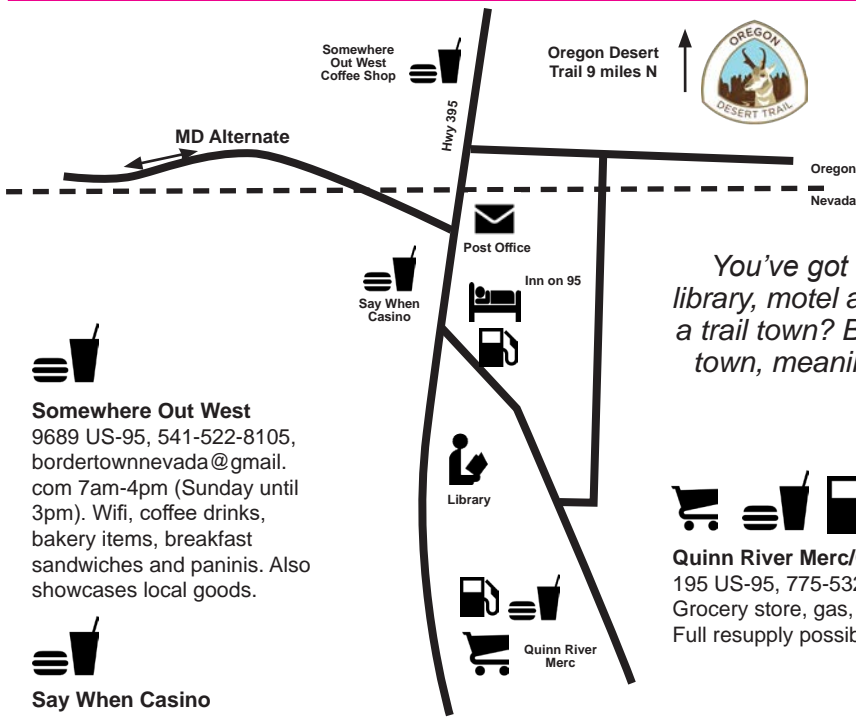 Somewhere
Out West
Coffee Shop
Hwy 395
Oregon Desert
Trail 9 miles N
OREGON
DESERT TRAIL
MD Alternate
Oregon
Nevada
Post Office
Say When
Casino
Inn on 95
You've got
library, motel a
a trail town? B
town, meanin
Library
Quinn River
Merc
Somewhere Out West
9689 US-95, 541-522-8105,
bordertownnevada@gmail.
com 7am-4pm (Sunday until
3pm). Wifi, coffee drinks,
bakery items, breakfast
sandwiches and paninis. Also
showcases local goods.
Say When Casino
Quinn River Merc/
195 US-95, 775-532
Grocery store, gas,
Full resupply possib